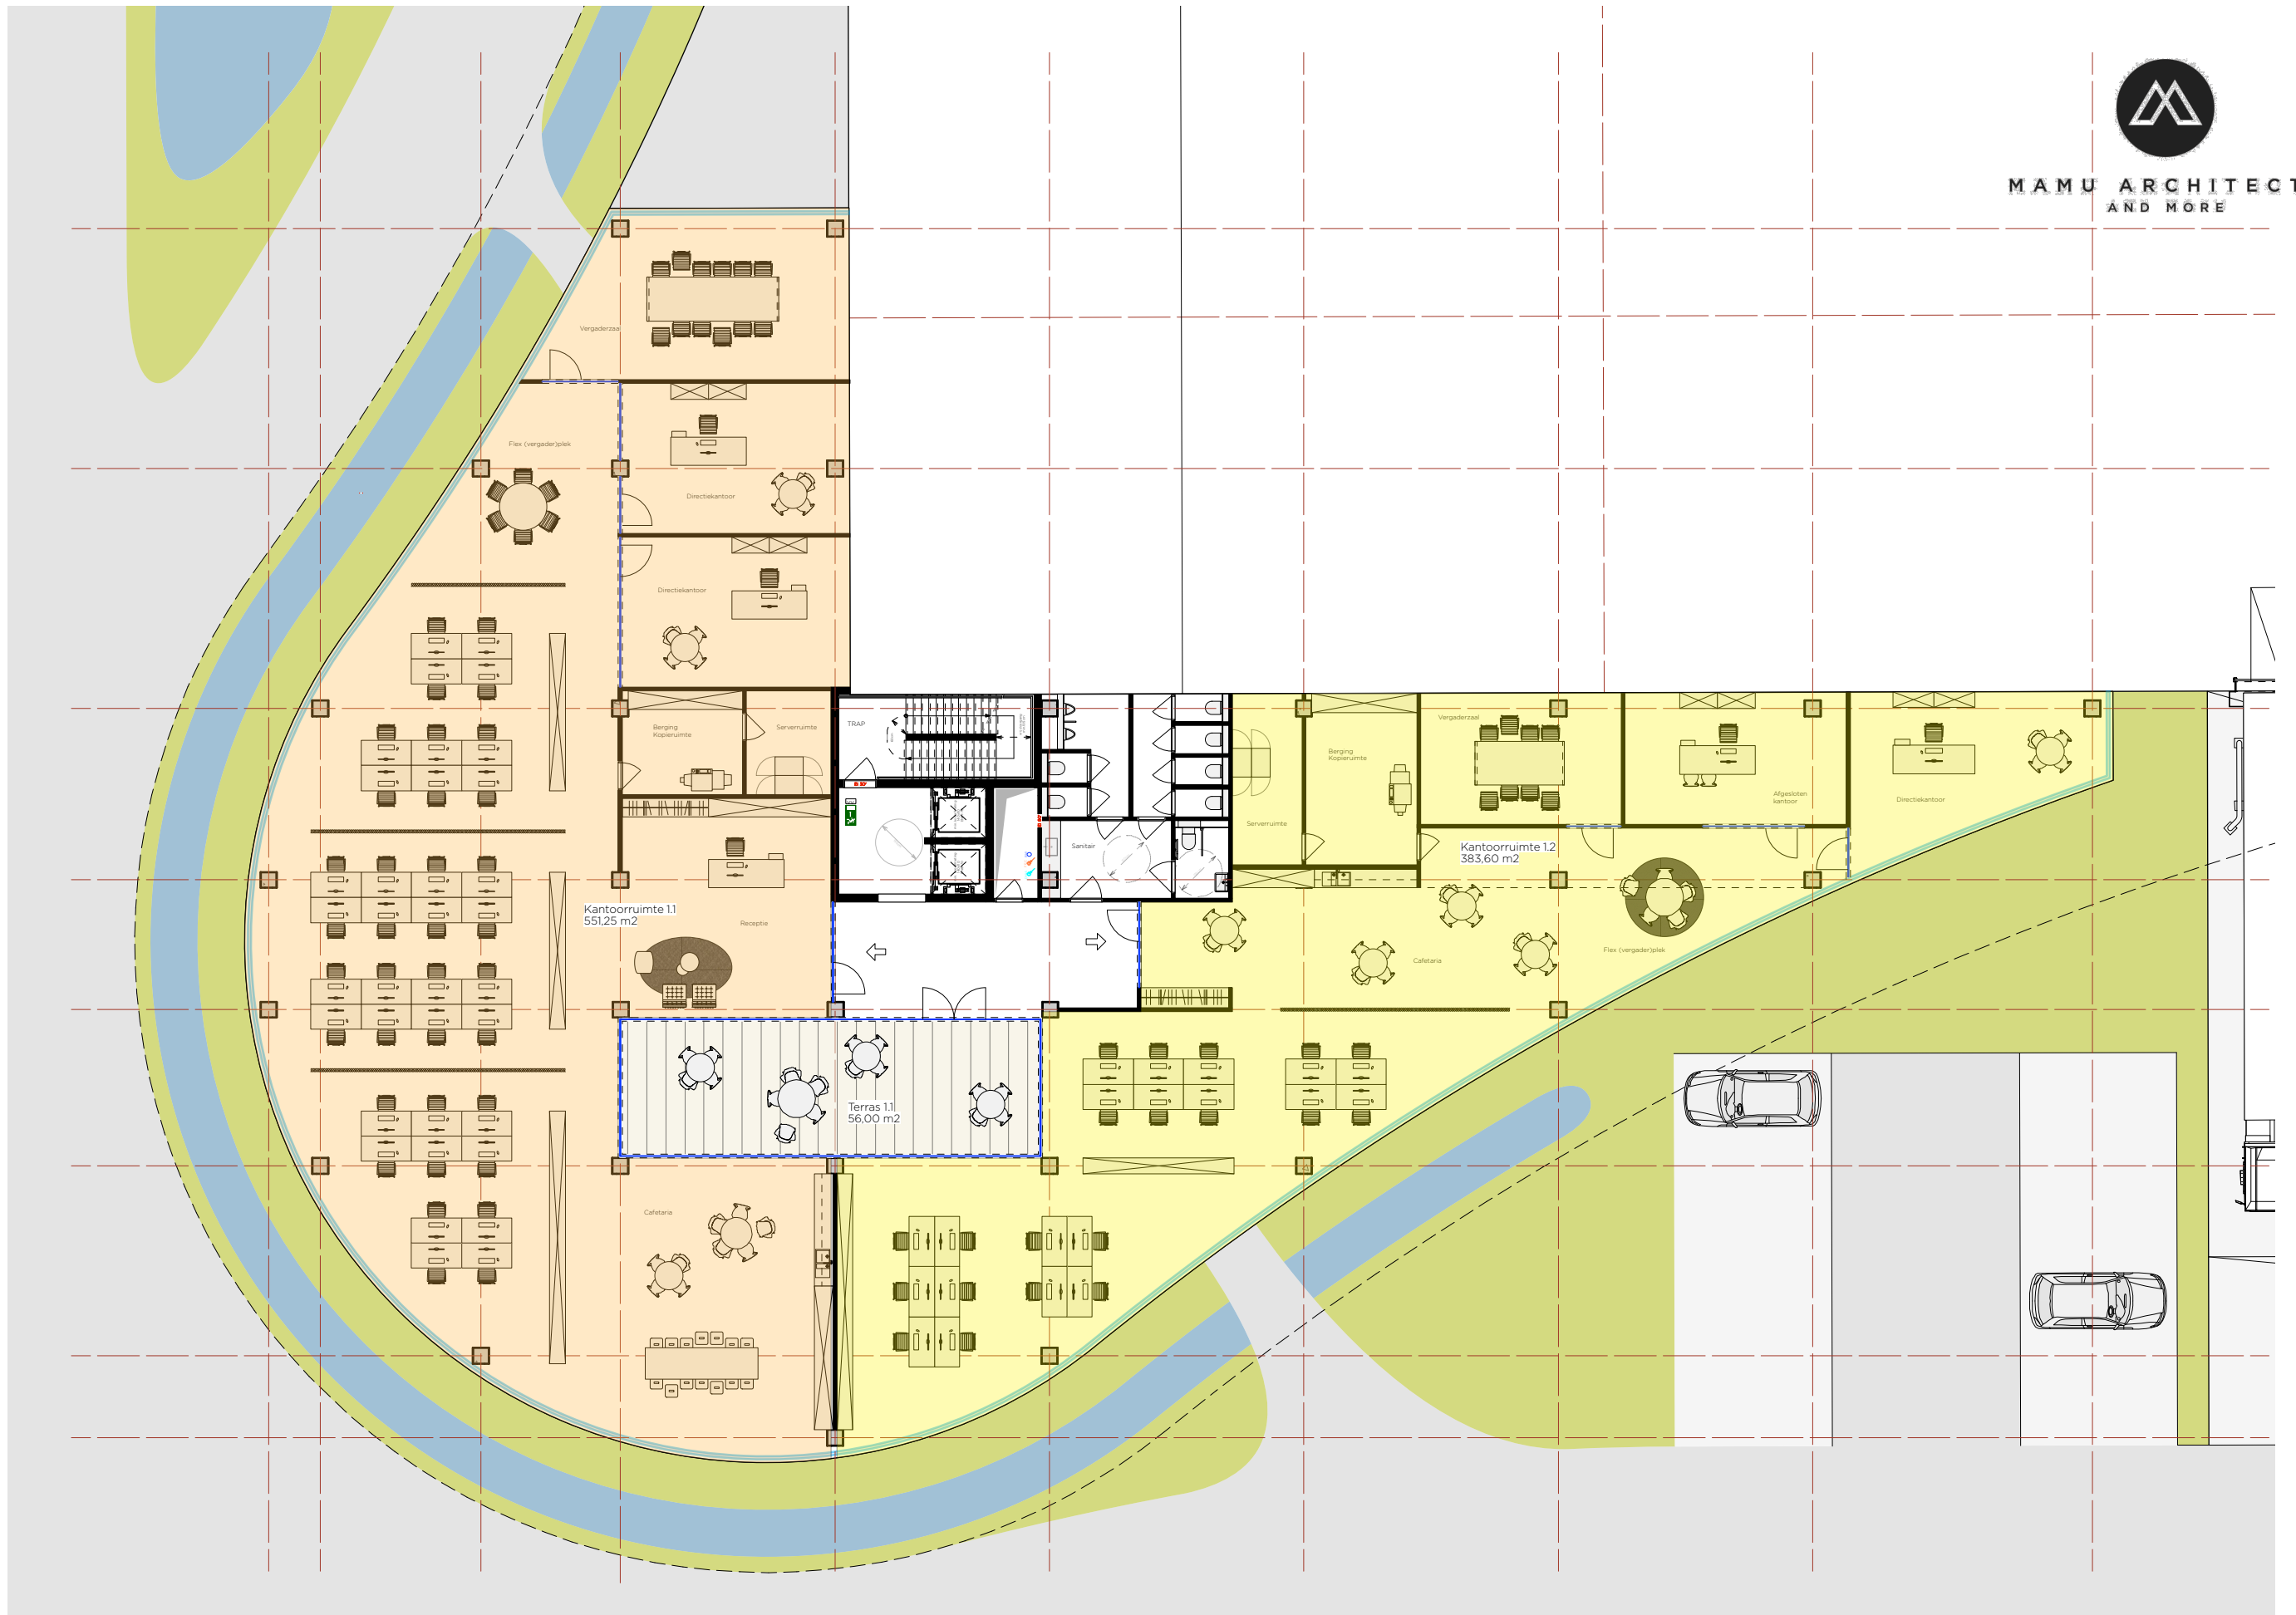 MAMU ARCHITECT
AND MORE
Vergaderzaal
Flex (vergader)plek
Directiekantoor
Directiekantoor
Berging
Kopieruimte
Serverruimte
TRAP
Sanitair
Serverruimte
Berging
Kopieruimte
Vergaderzaal
Afgesloten
kantoor
Directiekantoor
Kantoorruimte 1.2
383,60 m2
Kantoorruimte 1.1
551,25 m2
Receptie
Cafetaria
Flex (vergader)plek
Terras 1.1
56,00 m2
Cafetaria